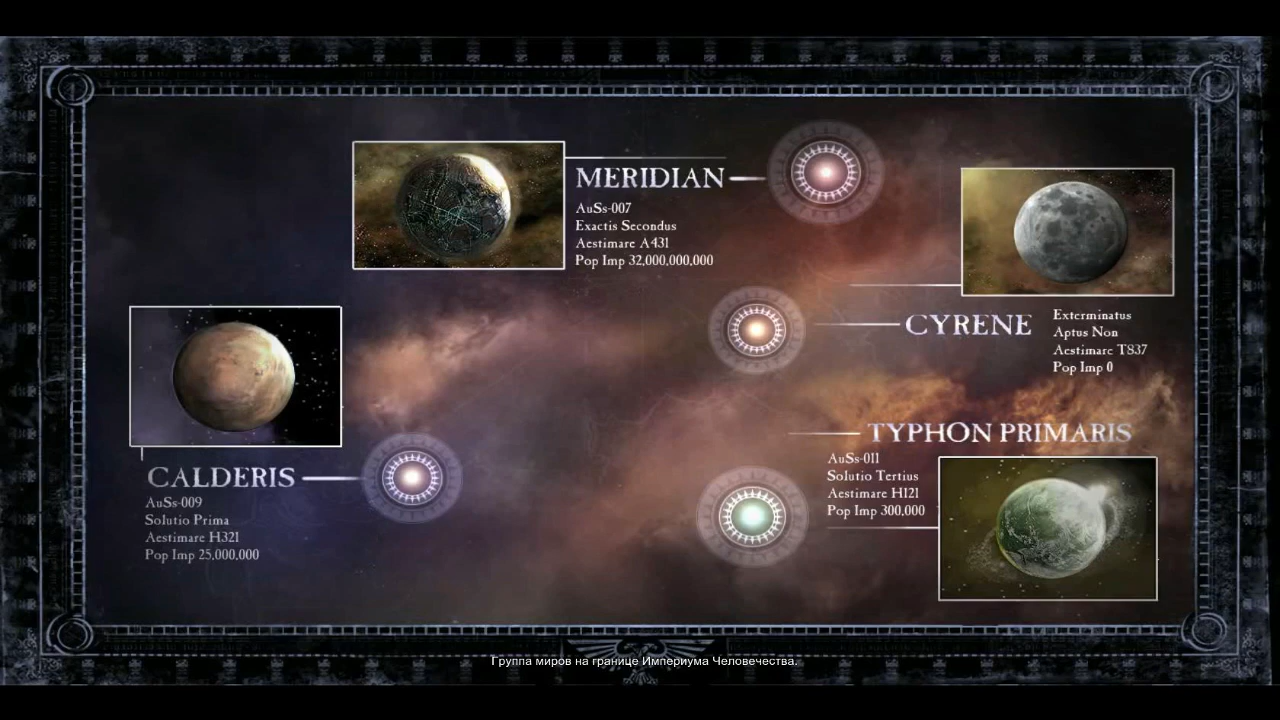 MERIDIAN
AuSs-007
Exactis Secondus
Aestimare A431
Pop Imp 32,000,000,000
CYRENE
Exterminatus
Aptus Non
Aestimare T837
Pop Imp 0
CALDERIS
AuSs-009
Solutio Prima
Aestimare H321
Pop Imp 25,000,000
TYPHON PRIMARIS
AuSs-011
Solutio Tertius
Aestimare H121
Pop Imp 300,000
Группа миров на границе Империума Человечества.